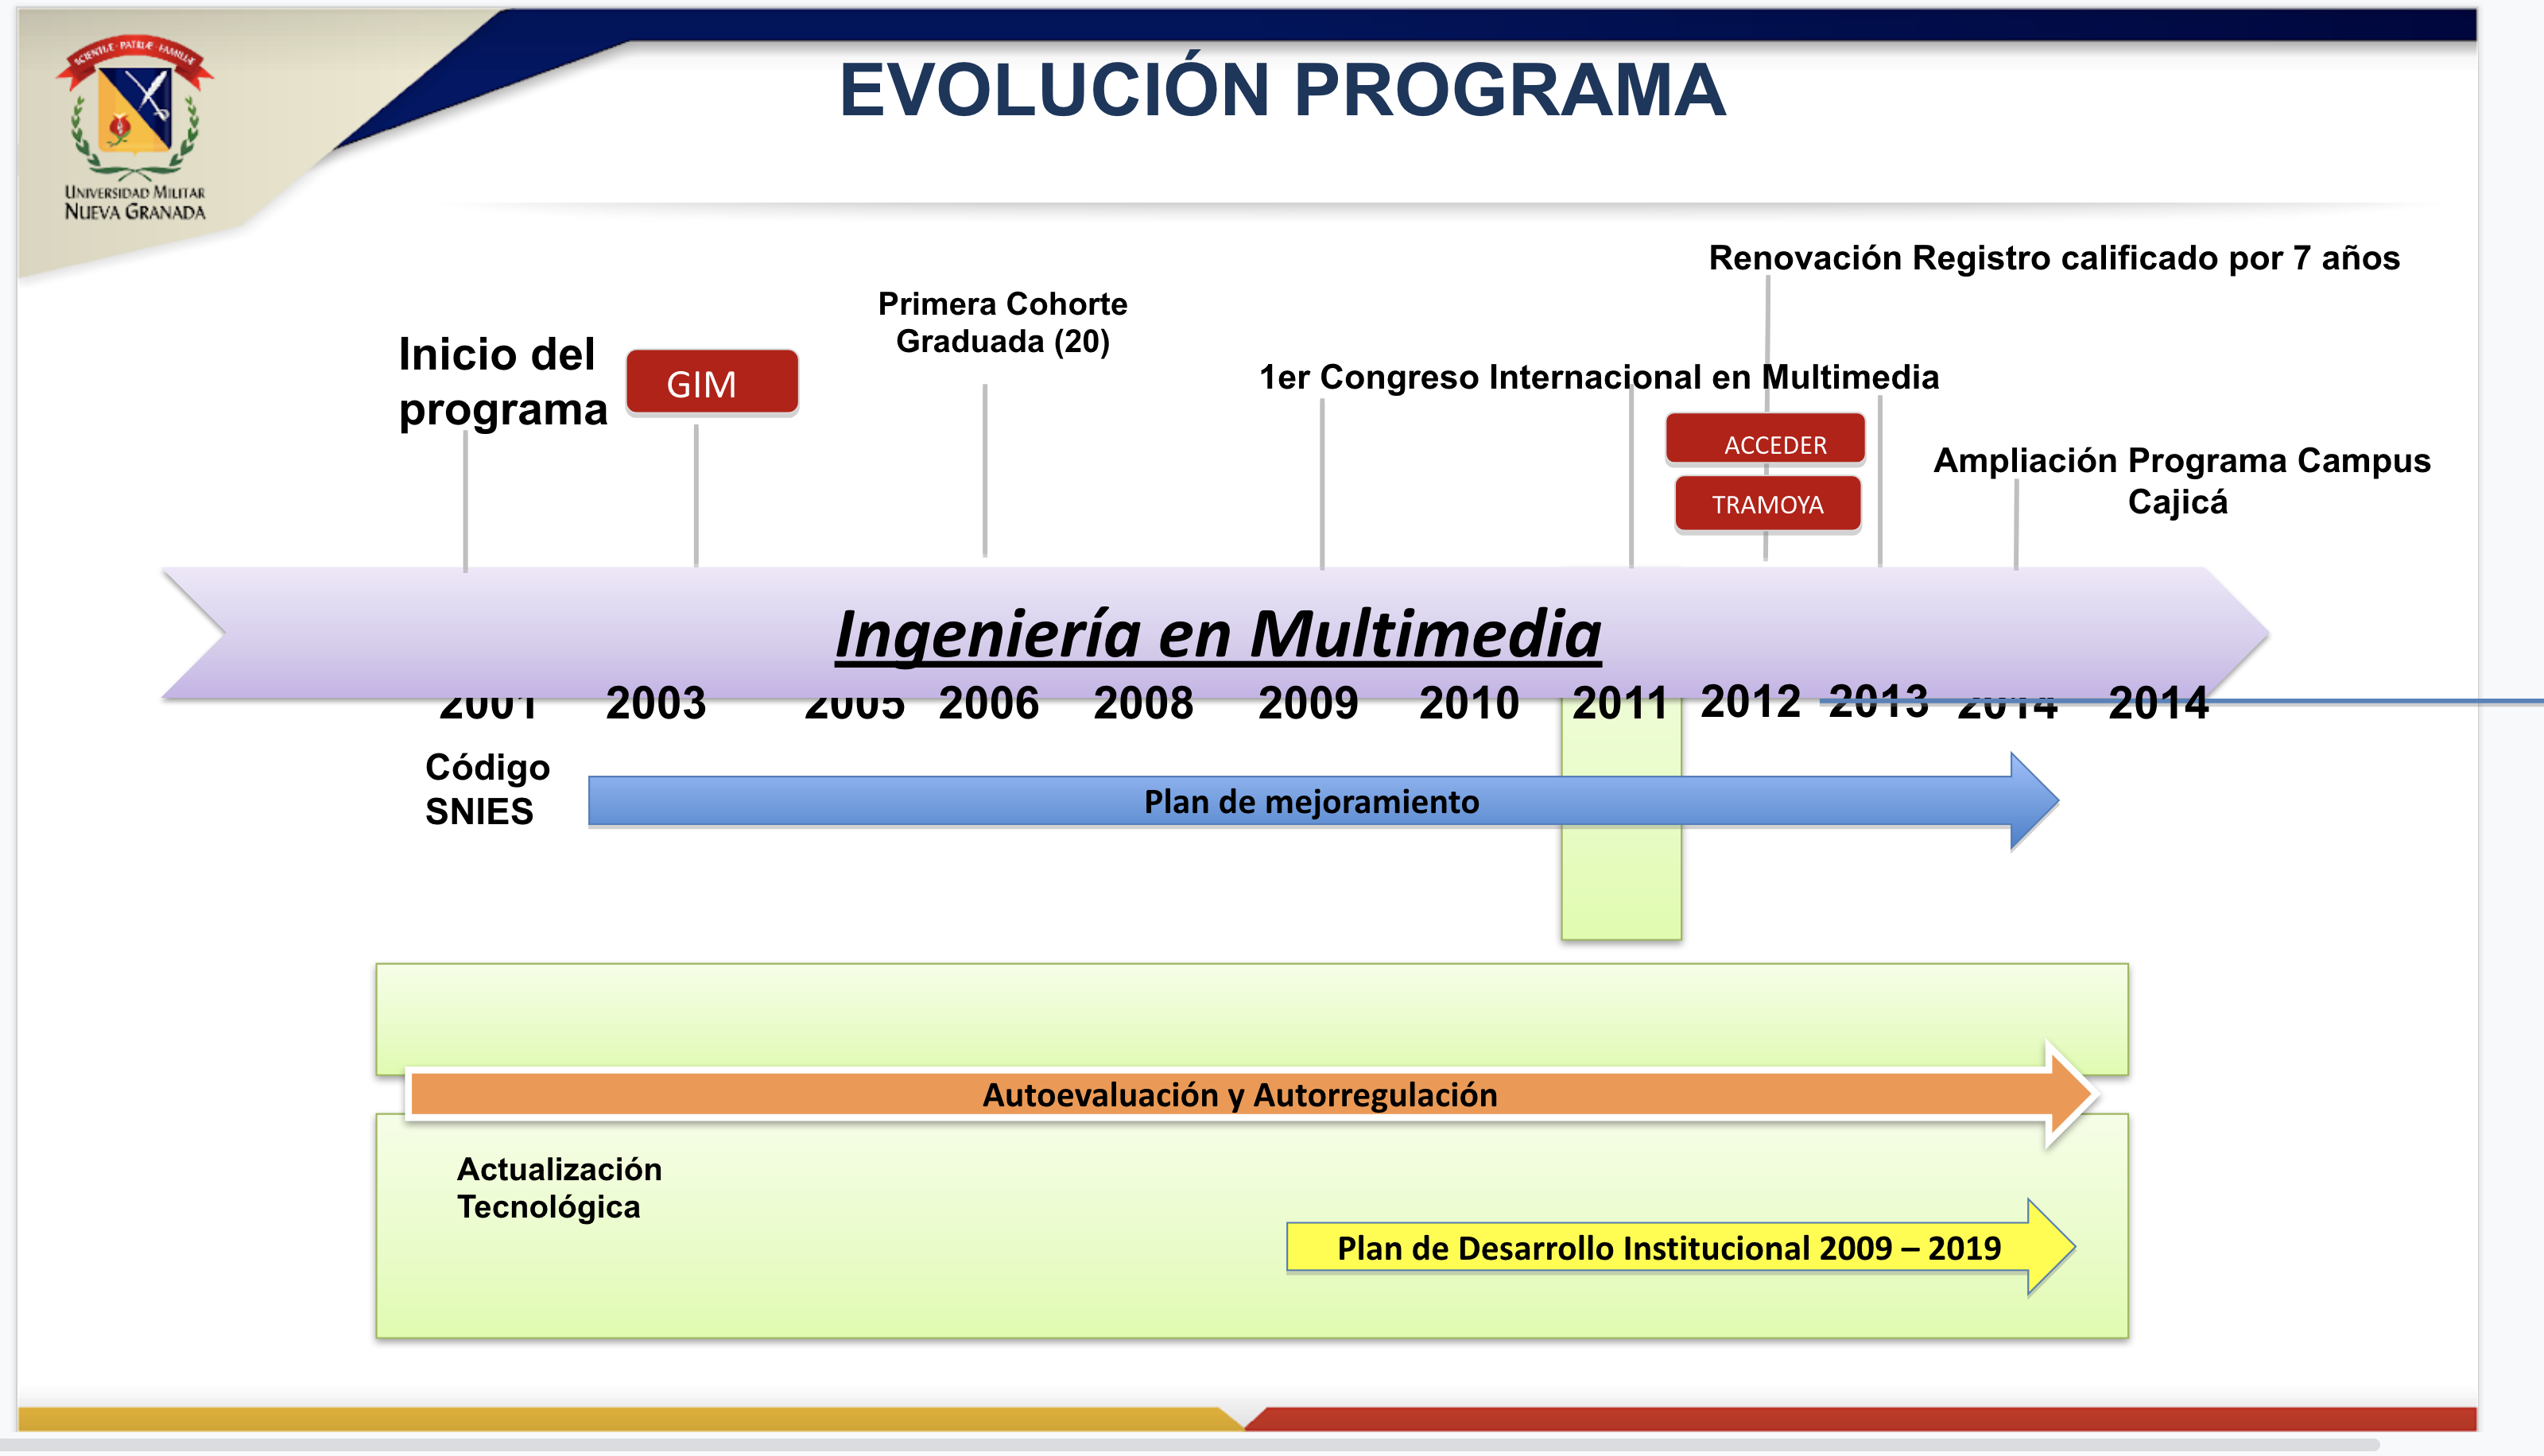 SCIENTIÆ · PATRIÆ · FAMILIÆ
UNIVERSIDAD MILITAR
NUEVA GRANADA
EVOLUCIÓN PROGRAMA
Renovación Registro calificado por 7 años
Primera Cohorte
Graduada (20)
Inicio del
programa
GIM
1er Congreso Internacional en Multimedia
ACCEDER
TRAMOYA
Ampliación Programa Campus
Cajicá
Ingeniería en Multimedia
2001 2003 2005 2006 2008 2009 2010 2011 2012 2013 2014 2014
Código
SNIES
Plan de mejoramiento
Autoevaluación y Autorregulación
Actualización
Tecnológica
Plan de Desarrollo Institucional 2009 – 2019